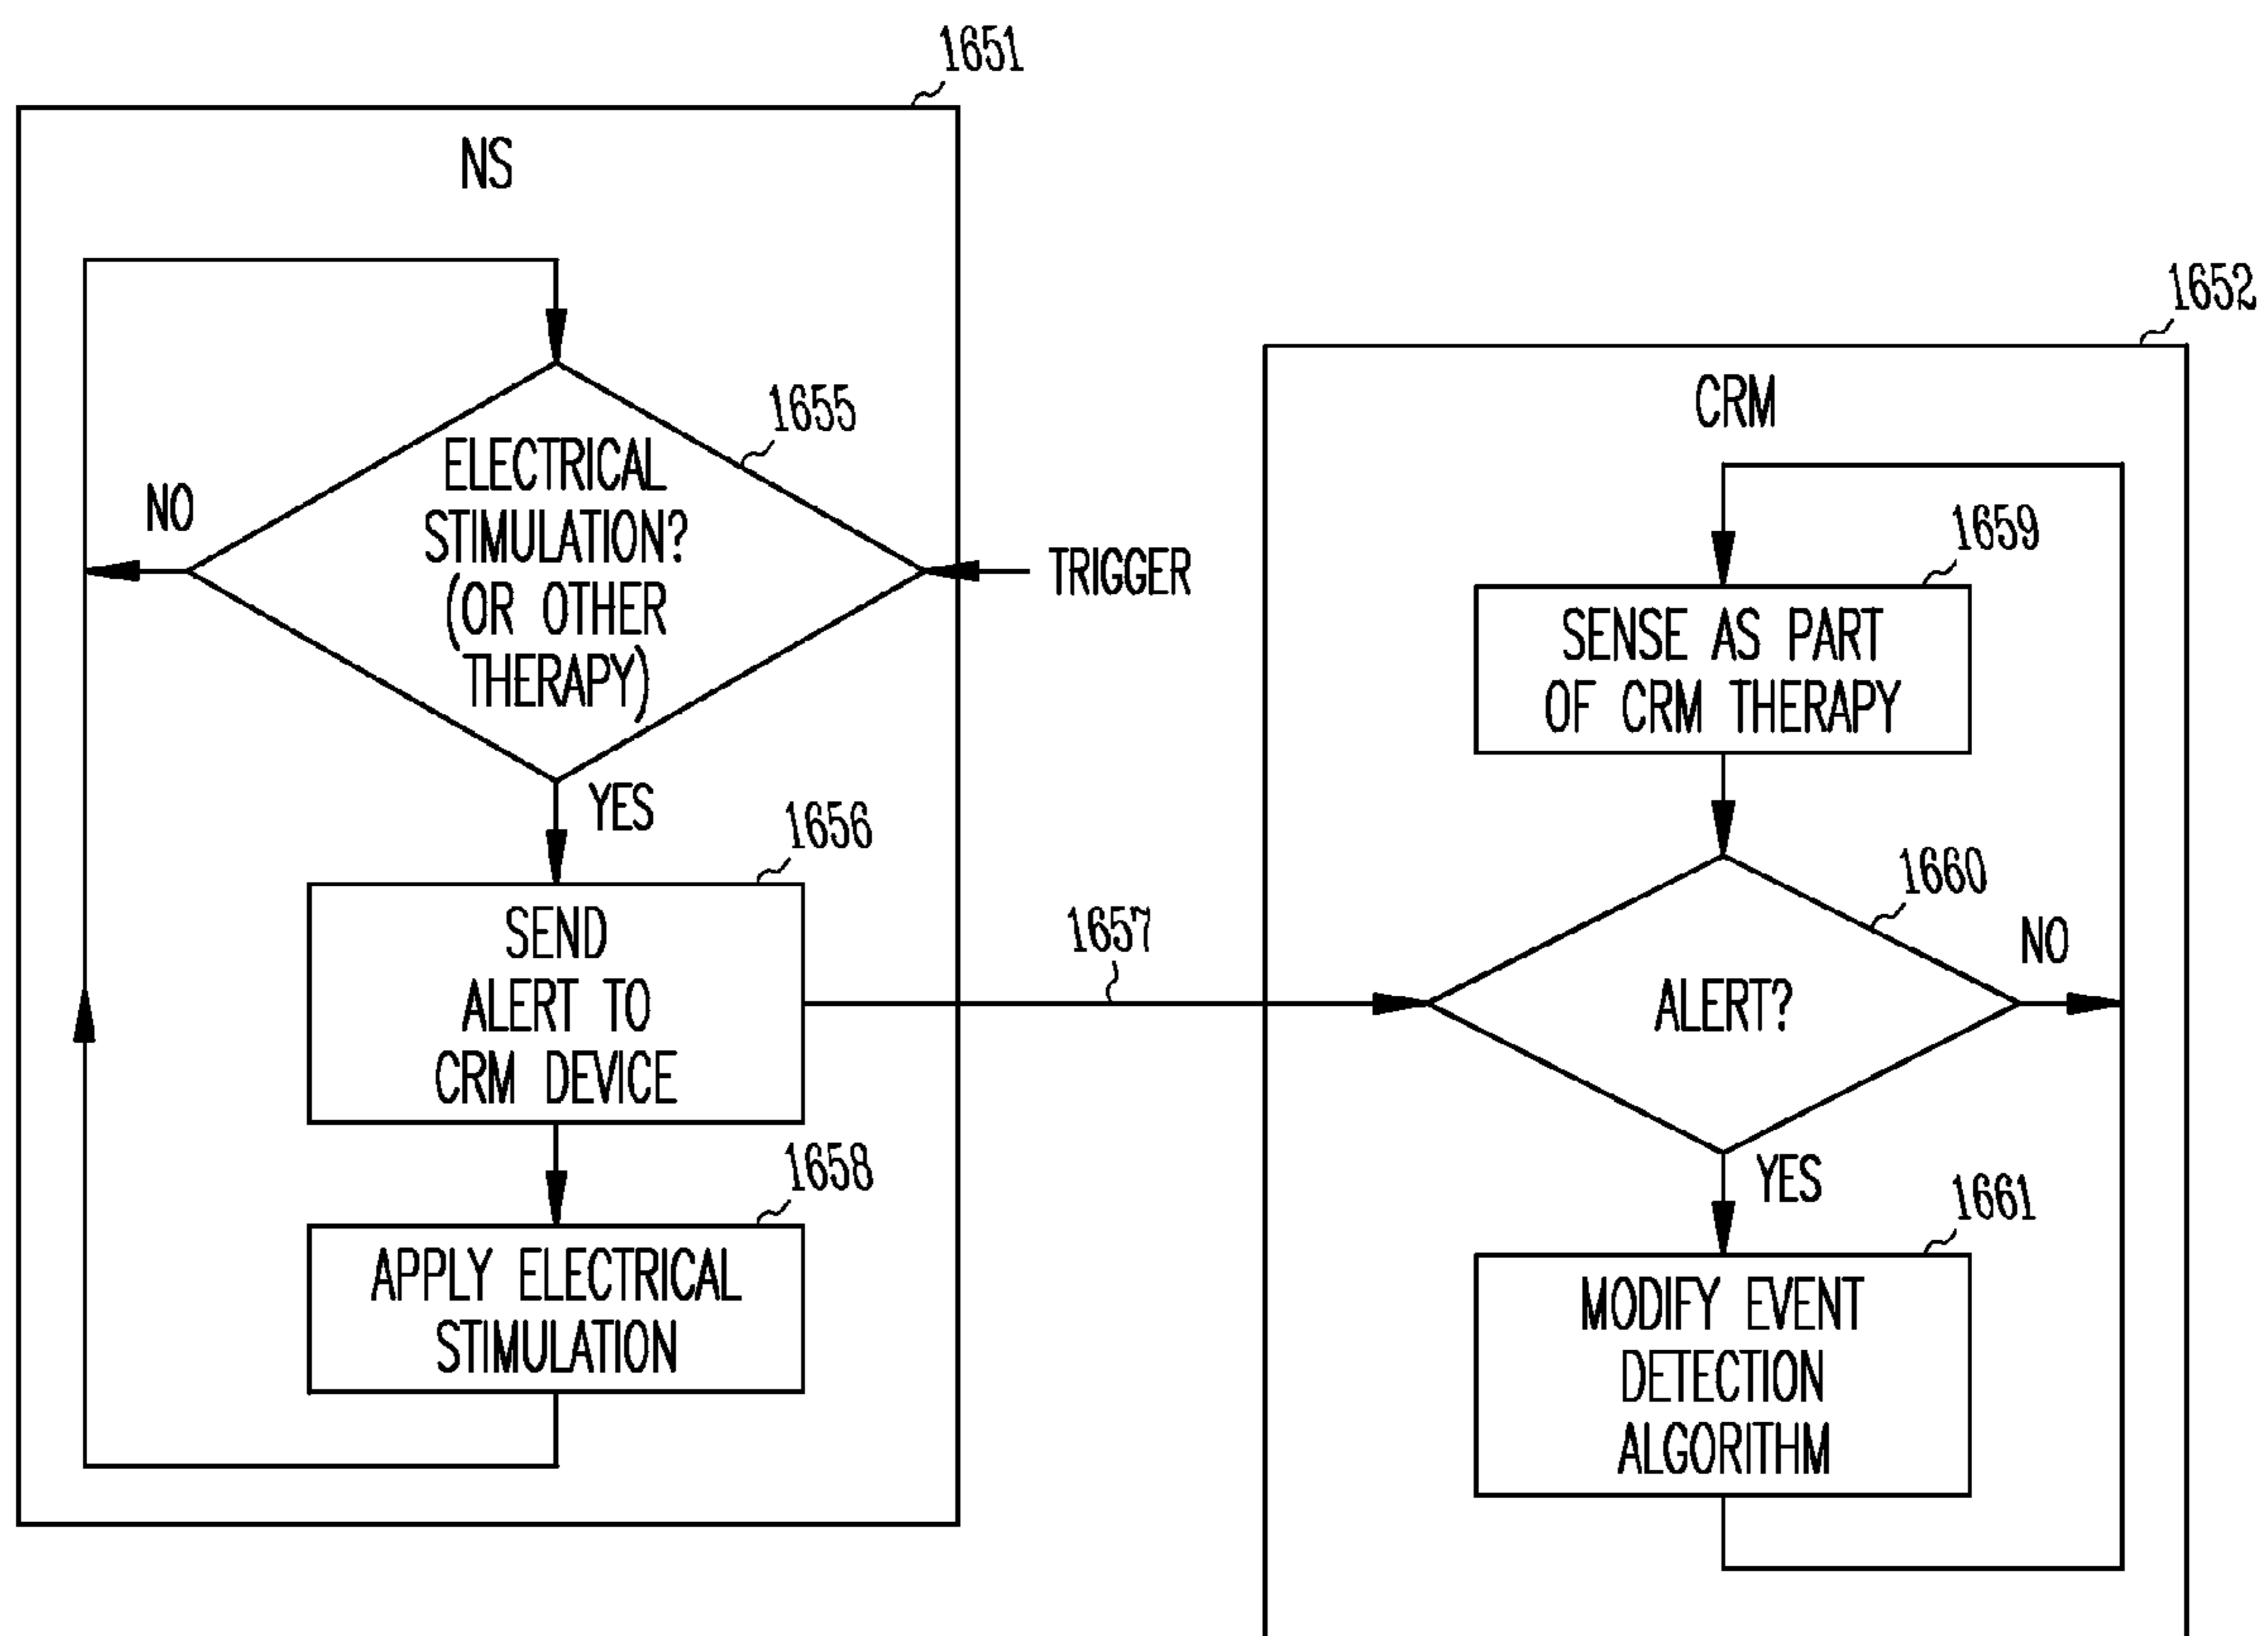 1651
NS
1655
ELECTRICAL
STIMULATION?
(OR OTHER
THERAPY)
NO
TRIGGER
YES
1656
SEND
ALERT TO
CRM DEVICE
1657
1658
APPLY ELECTRICAL
STIMULATION
1652
CRM
1659
SENSE AS PART
OF CRM THERAPY
1660
NO
ALERT?
YES
1661
MODIFY EVENT
DETECTION
ALGORITHM